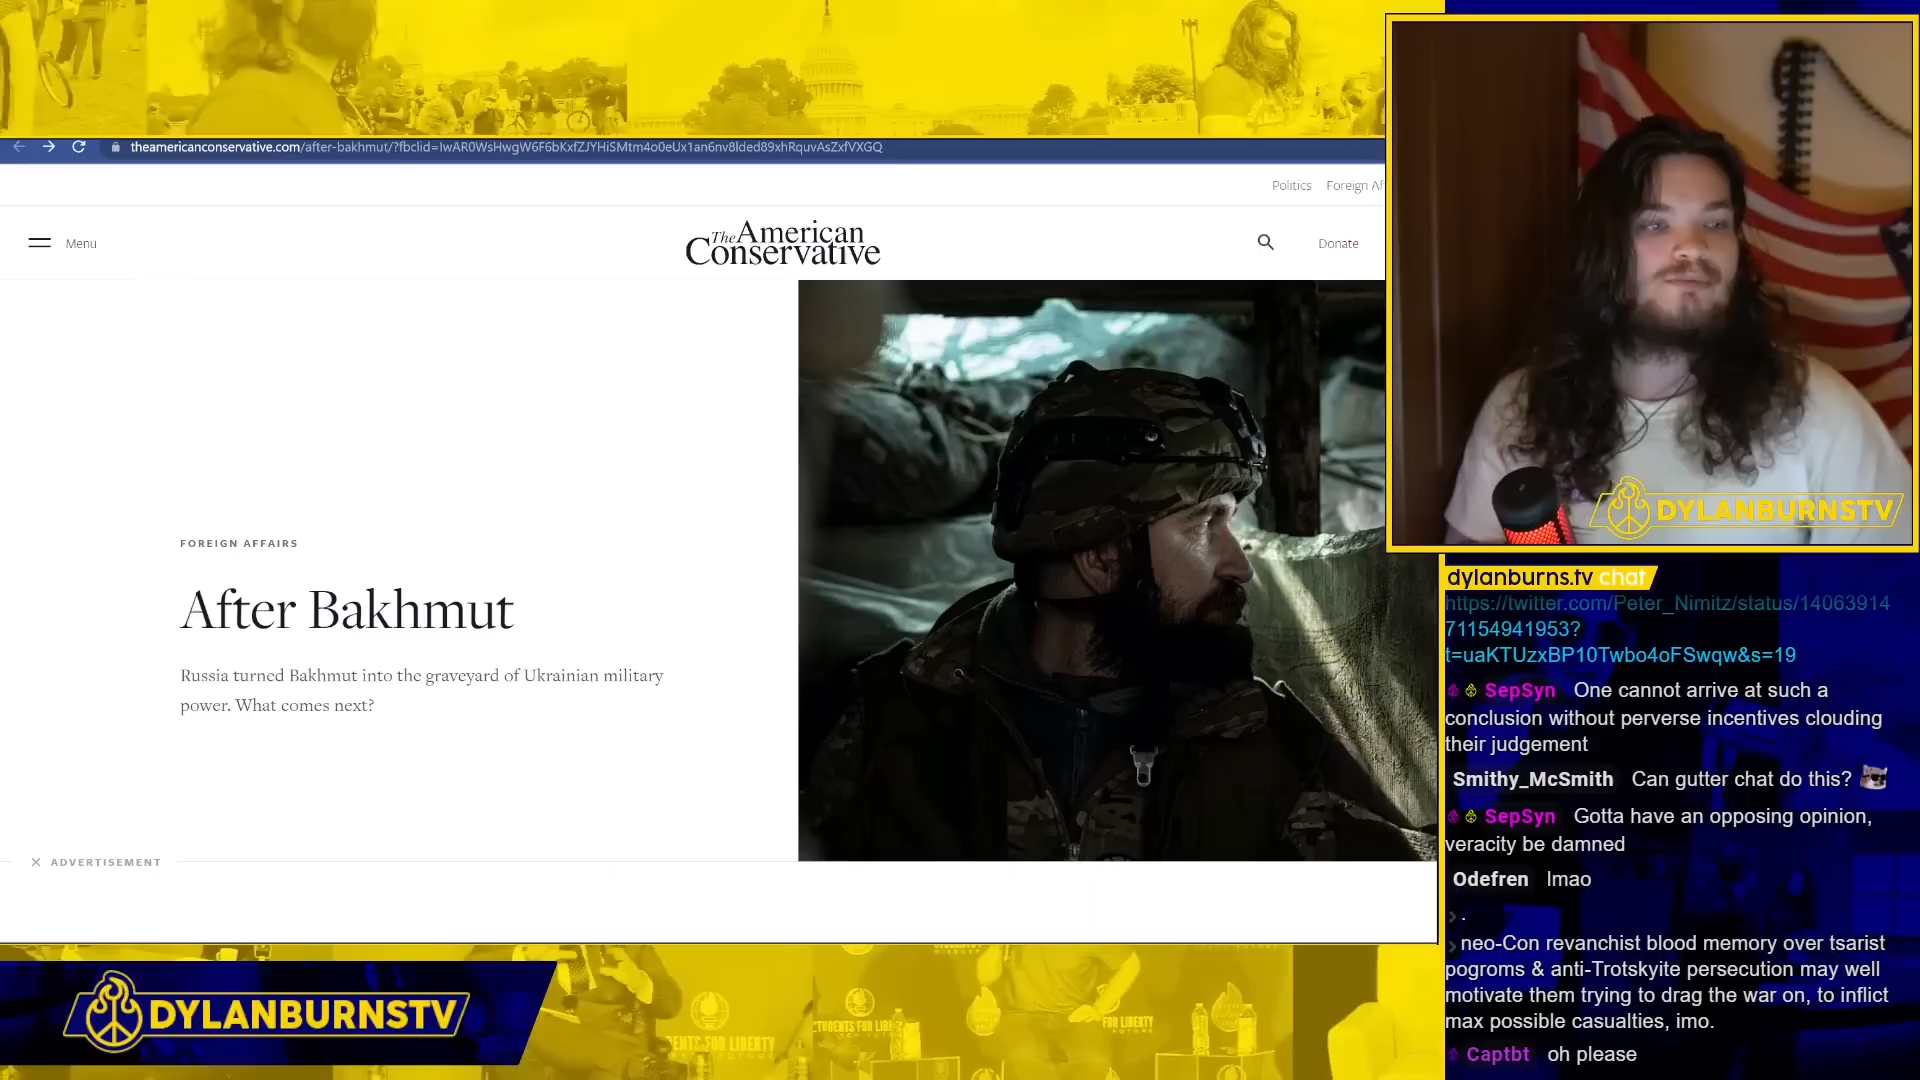 theamericanconservative.com/after-bakhmut/?fbclid=IwAR0WsHwgW6F6bKxfZJYHiSMtm4o0eUx1an6nv8lded89xhRquvAsZxfVXGQ
Politics Foreign Af
Menu
The American
Conservative
Donate
FOREIGN AFFAIRS
After Bakhmut
Russia turned Bakhmut into the graveyard of Ukrainian military
power. What comes next?
× ADVERTISEMENT
DYLANBURNSTV
dylanburns.tv chat
https://twitter.com/Peter_Nimitz/status/14063914
71154941953?
t=uaKTUzxBP10Twbo4oFSwqw&s=19
SepSyn One cannot arrive at such a
conclusion without perverse incentives clouding
their judgement
Smithy_McSmith Can gutter chat do this?
SepSyn Gotta have an opposing opinion,
veracity be damned
Odefren lmao
> .
> neo-Con revanchist blood memory over tsarist
pogroms & anti-Trotskyite persecution may well
motivate them trying to drag the war on, to inflict
max possible casualties, imo.
Captbt oh please
DYLANBURNSTV
FOR LIBERTY